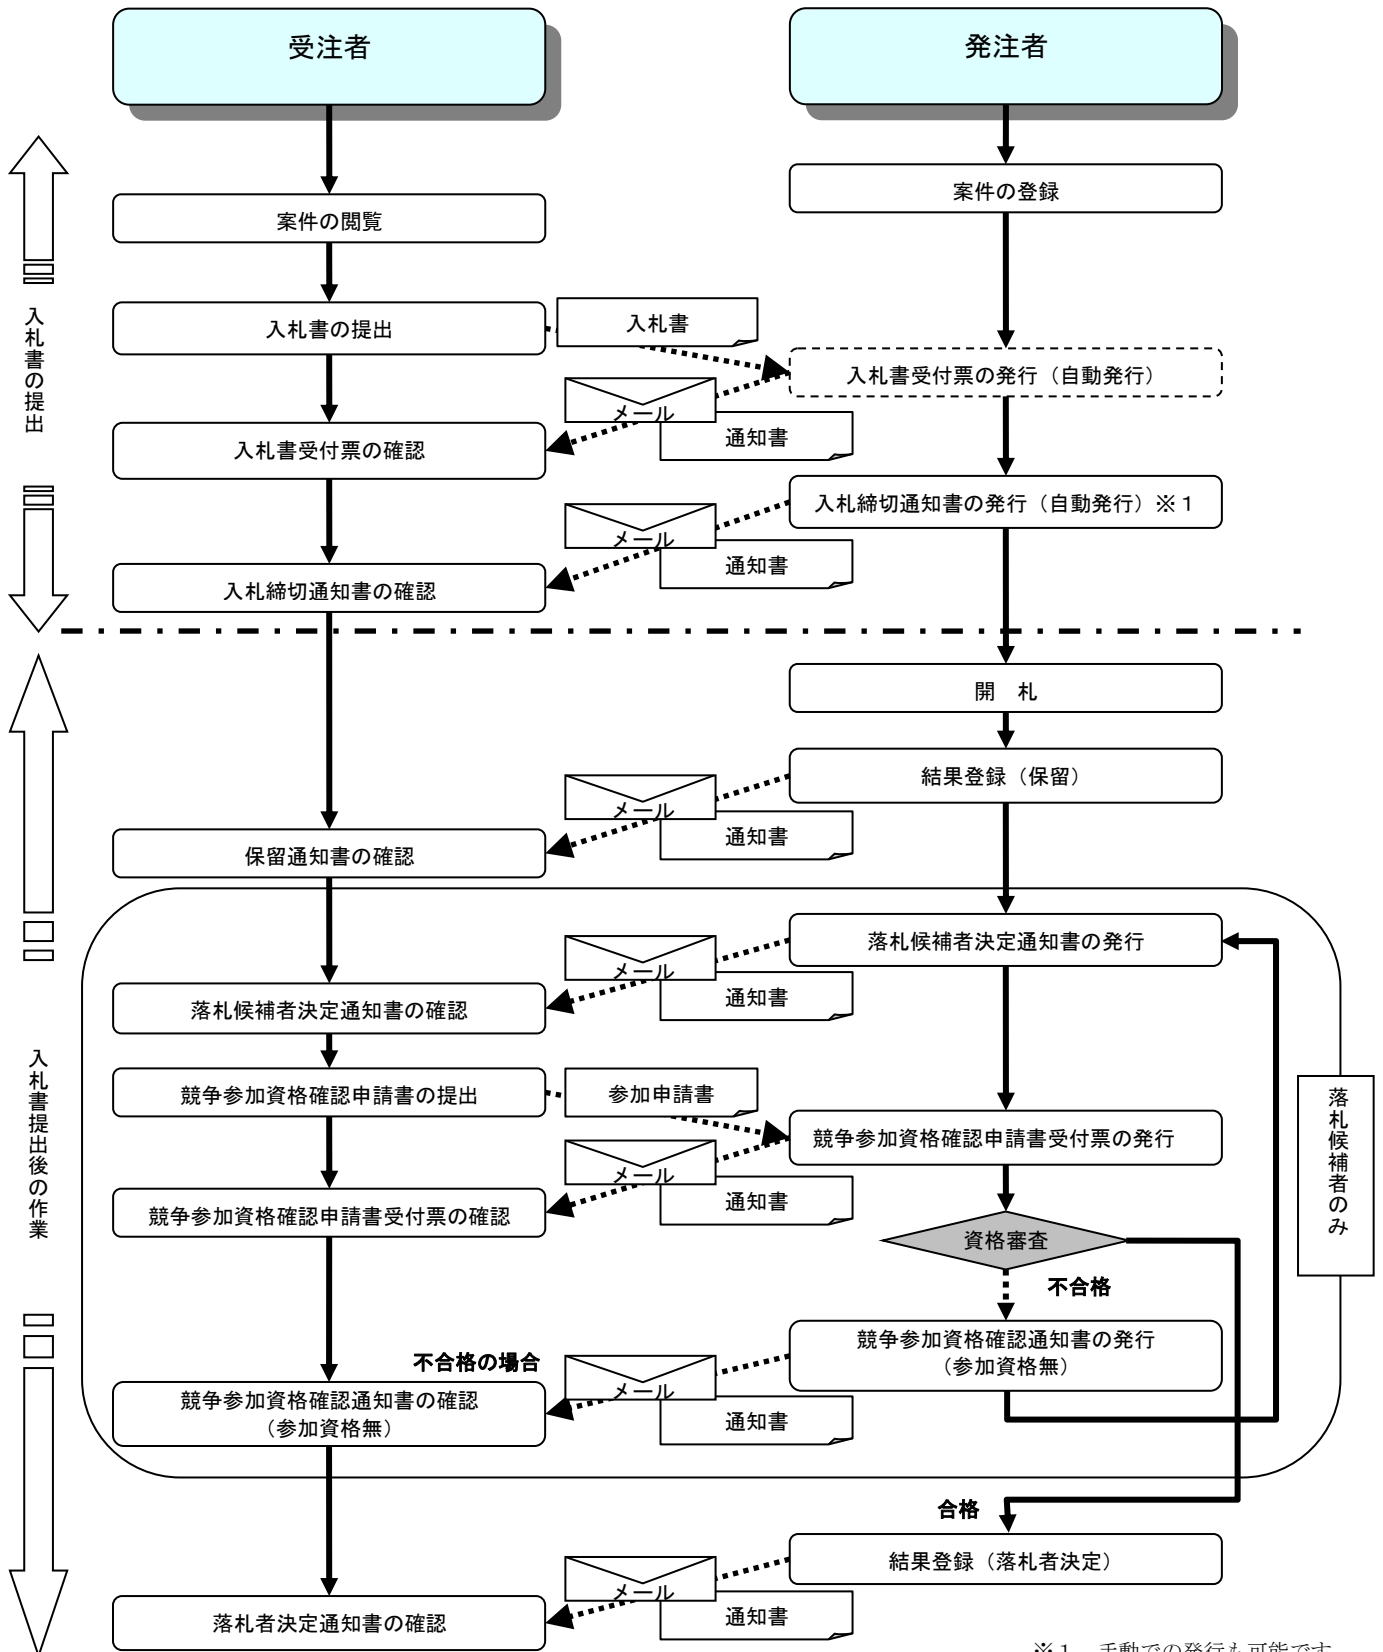 受注者
発注者
案件の登録
案件の閲覧
入札書の提出
入札書の提出
入札書
入札書受付票の発行（自動発行）
メール
通知書
入札書受付票の確認
入札締切通知書の発行（自動発行）※１
メール
通知書
入札締切通知書の確認
開　札
結果登録（保留）
メール
通知書
保留通知書の確認
落札候補者決定通知書の発行
メール
通知書
落札候補者決定通知書の確認
入札書提出後の作業
競争参加資格確認申請書の提出
参加申請書
競争参加資格確認申請書受付票の発行
落札候補者のみ
メール
通知書
競争参加資格確認申請書受付票の確認
資格審査
不合格
競争参加資格確認通知書の発行
（参加資格無）
不合格の場合
メール
通知書
競争参加資格確認通知書の確認
（参加資格無）
合格
結果登録（落札者決定）
メール
通知書
落札者決定通知書の確認
※１　手動での発行も可能です